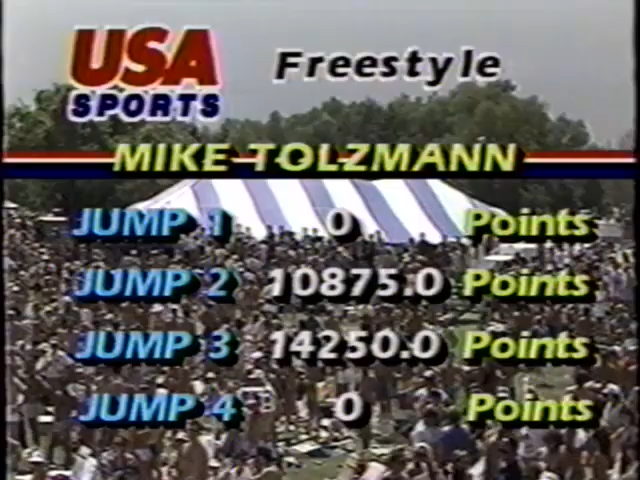 USA Freestyle
SPORTS
MIKE TOLZMANN
JUMP 1 0 Points
JUMP 2 10875.0 Points
JUMP 3 14250.0 Points
JUMP 4 0 Points